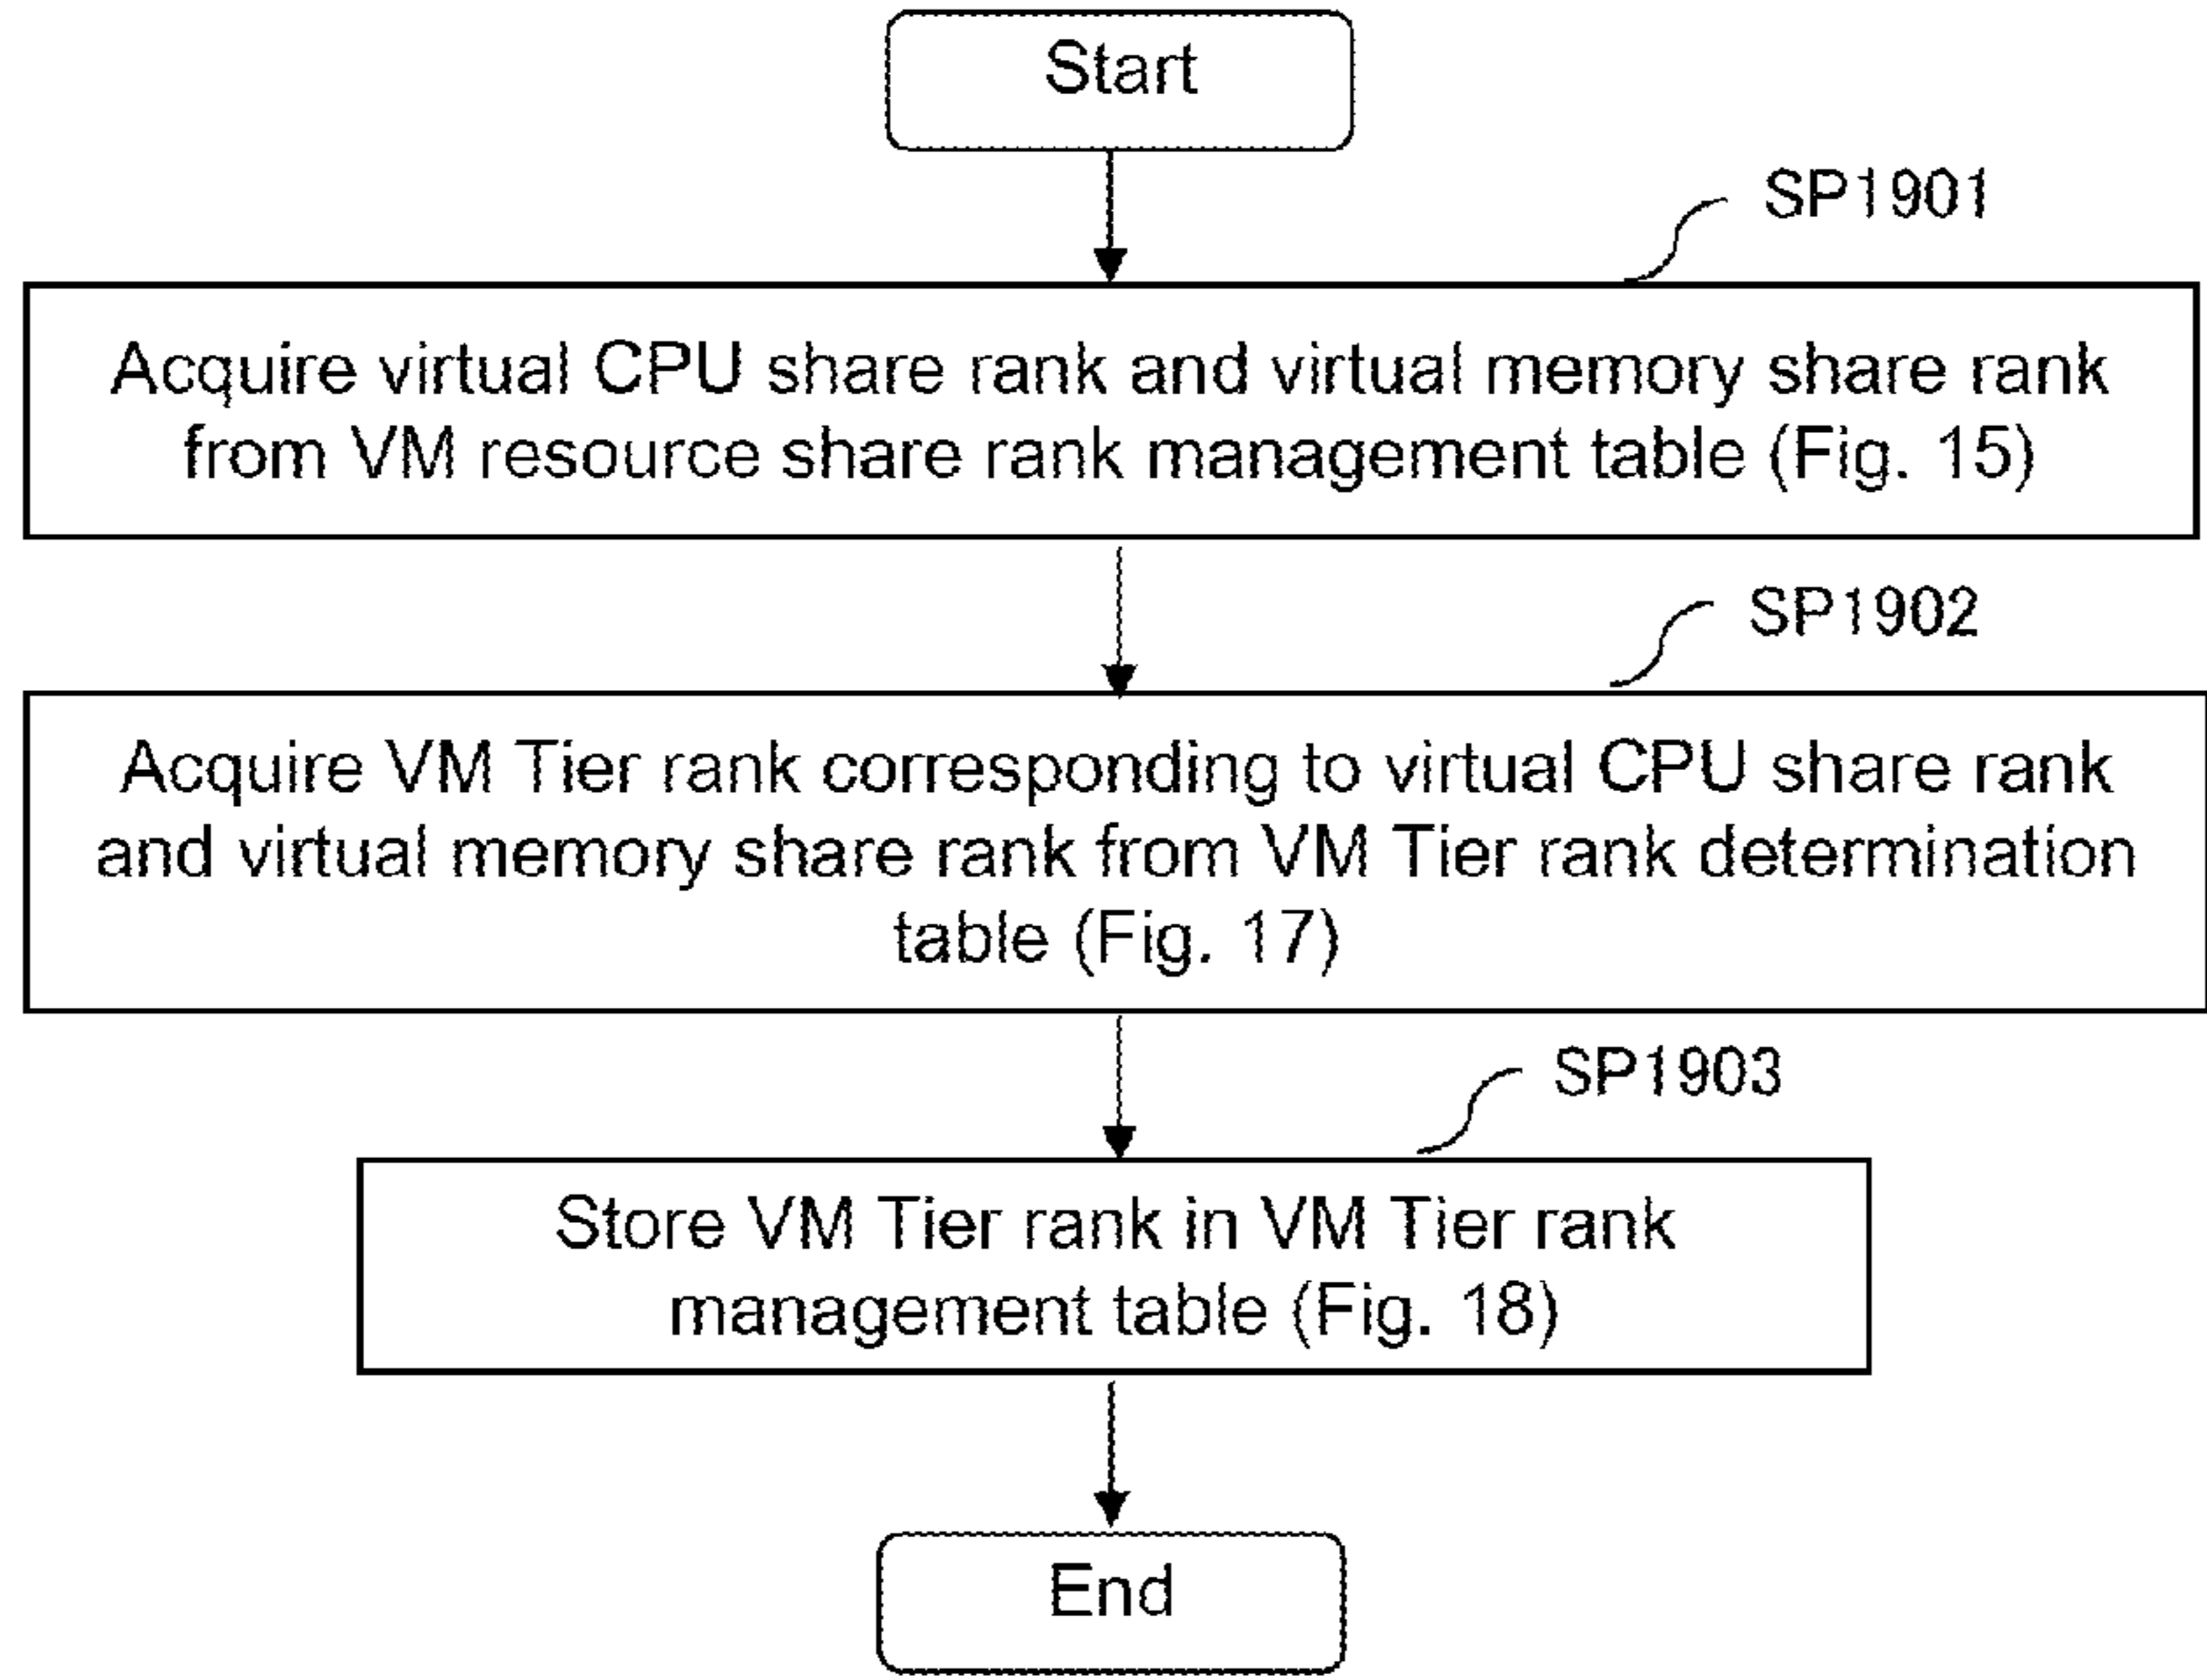 Start
SP1901
Acquire virtual CPU share rank and virtual memory share rank
from VM resource share rank management table (Fig. 15)
SP1902
Acquire VM Tier rank corresponding to virtual CPU share rank
and virtual memory share rank from VM Tier rank determination
table (Fig. 17)
SP1903
Store VM Tier rank in VM Tier rank
management table (Fig. 18)
End